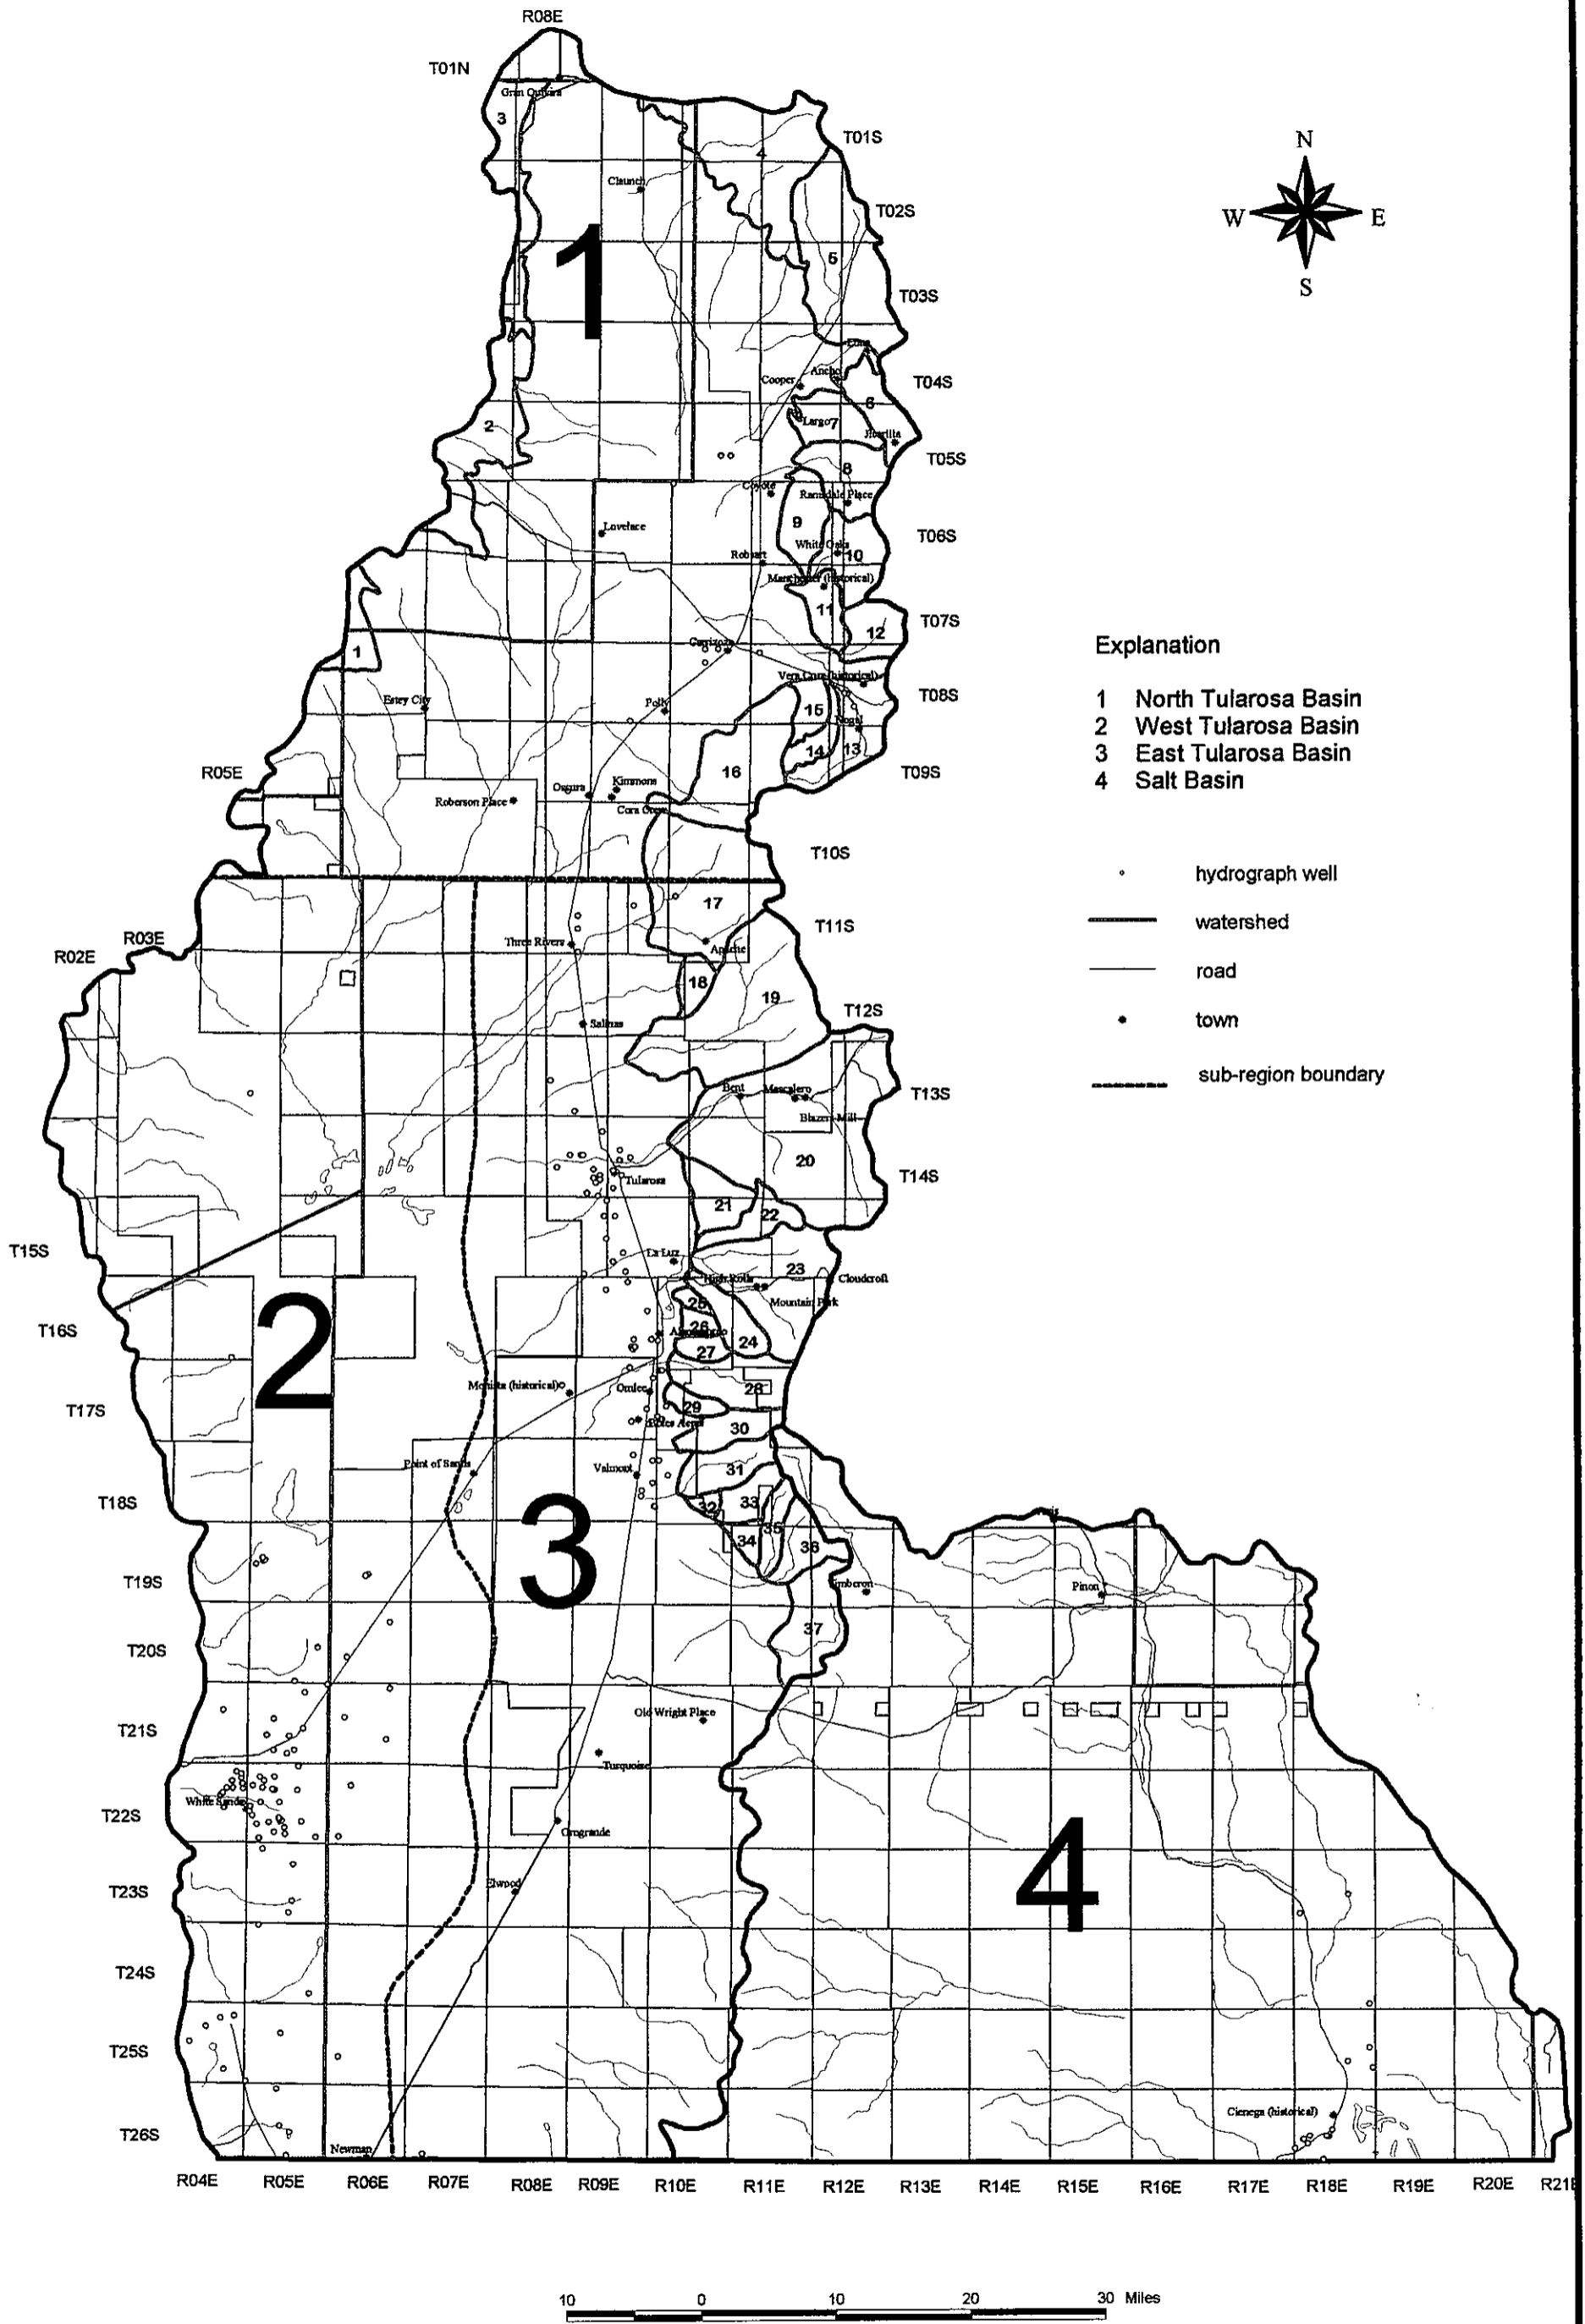 R08E
T01N
Gran Quivira
3
T01S
4
N
Claunch
T02S
W
E
1
5
S
T03S
Ancho
Cooper
T04S
6
2
Largo
7
Jicarilla
T05S
8
Coyote
Ramsdale Place
9
Lovelace
T06S
White Oaks
10
Robsart
Manchester (historical)
11
T07S
12
Carrizozo
Explanation
1
Vera Cruz (historical)
1 North Tularosa Basin
T08S
Estey City
Polly
15
2 West Tularosa Basin
Nogal
3 East Tularosa Basin
14
13
R05E
16
T09S
4 Salt Basin
Kimmons
Oscura
Roberson Place
T10S
hydrograph well
17
watershed
T11S
R03E
Three Rivers
Apache
R02E
road
18
19
T12S
town
Salinas
sub-region boundary
Bent
Mescalero
T13S
Blazers Mill
20
T14S
Tularosa
21
22
T15S
La Luz
23
High Rolls
Cloudcroft
25
Mountain Park
2
T16S
26
Alamogordo
24
27
Monista (historical)
Omlee
28
T17S
29
Boles Acres
30
Point of Sands
Valmont
31
T18S
32
33
3
35
34
36
T19S
Timberon
Pinon
37
T20S
Old Wright Place
T21S
Turquoise
White Sands
T22S
Orogrande
4
T23S
Elwood
T24S
T25S
Cienega (historical)
T26S
Newman
R04E R05E R06E R07E R08E R09E R10E R11E R12E R13E R14E R15E R16E R17E R18E R19E R20E R21E
10 0 10 20 30 Miles